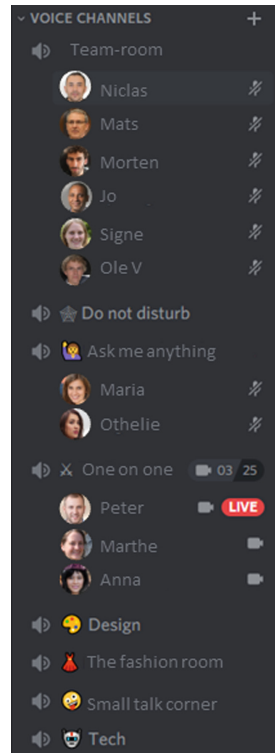 VOICE CHANNELS
Team-room
Niclas
Mats
Morten
Jo
Signe
Ole V
Do not disturb
Ask me anything
Maria
Othelie
One on one 03 25
Peter LIVE
Marthe
Anna
Design
The fashion room
Small talk corner
Tech